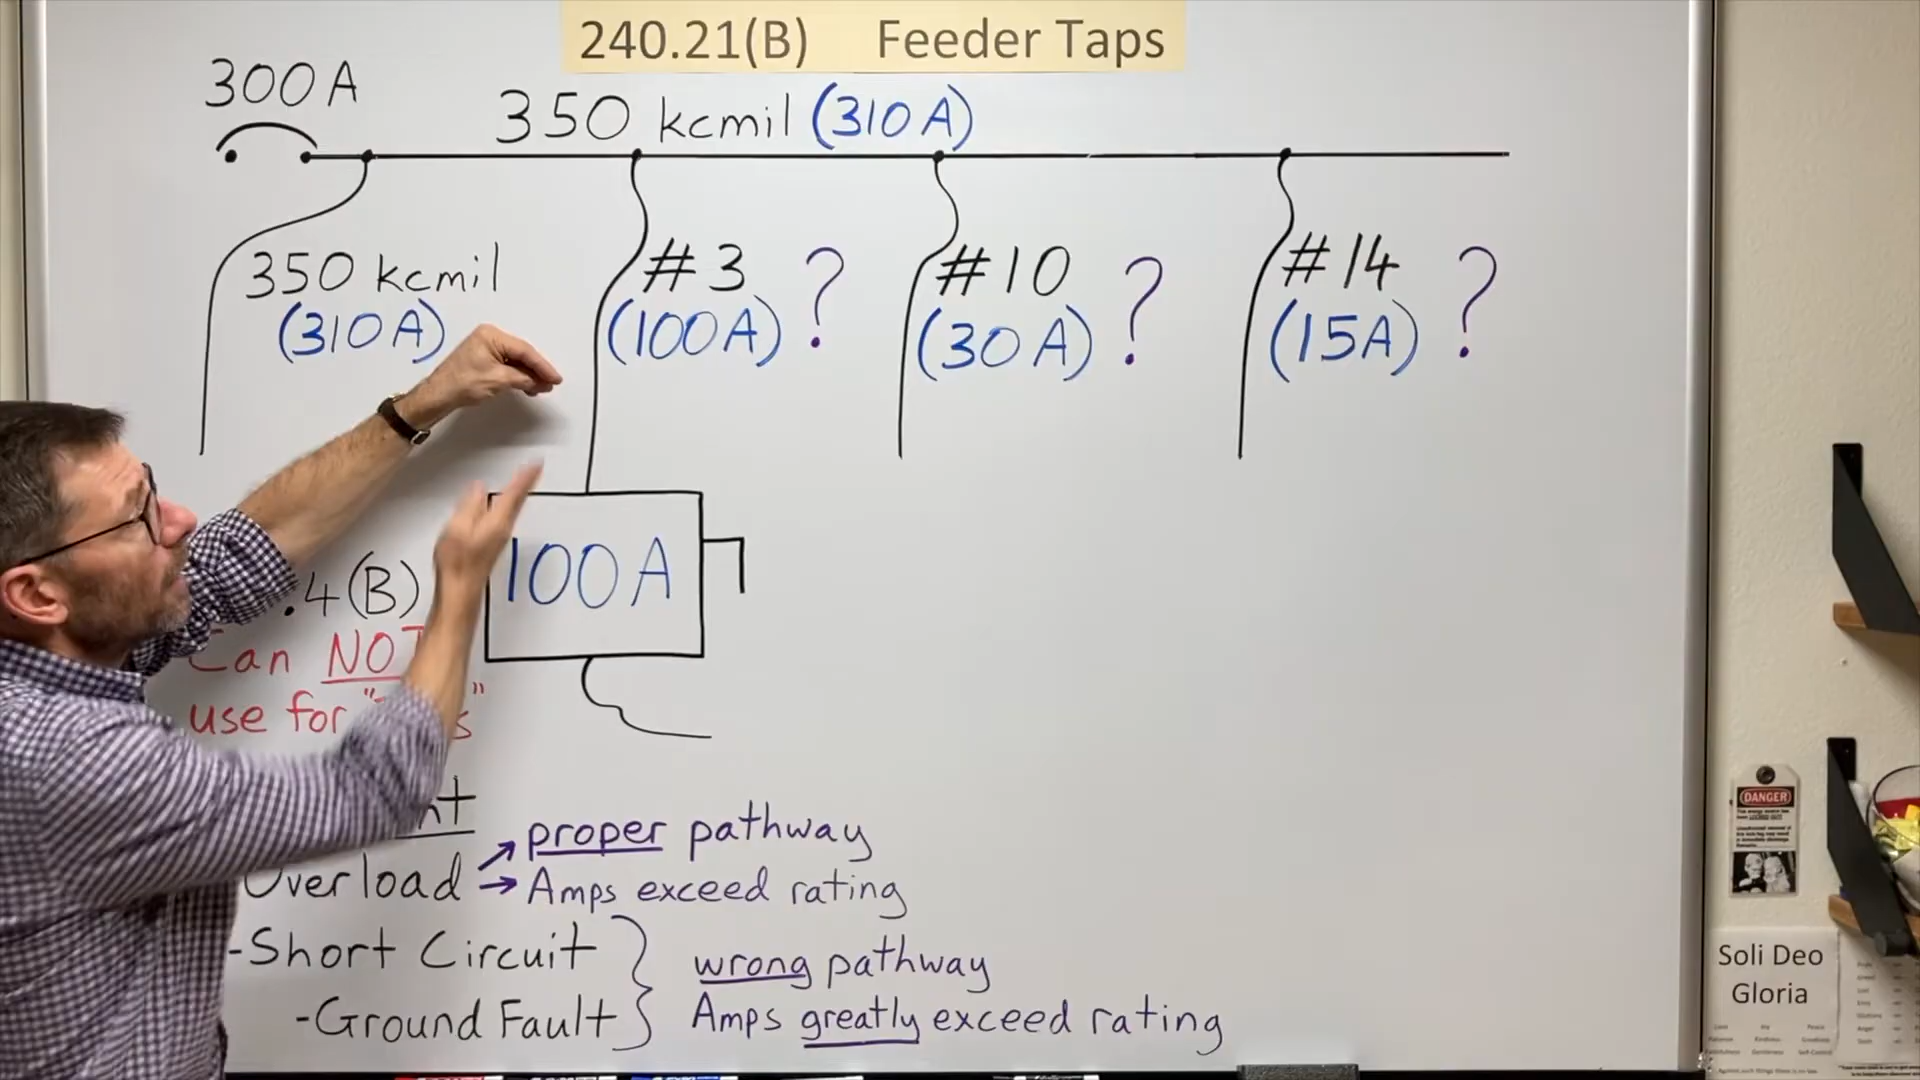 240.21(B) Feeder Taps
300A
350 kcmil (310A)
350 kcmil
(310A)
#3 ?
(100A)
#10 ?
(30A)
#14 ?
(15A)
100A
.4(B)
Can NOT
use for
Overload
proper pathway
Amps exceed rating
-Short Circuit
-Ground Fault
wrong pathway
Amps greatly exceed rating
DANGER
Soli Deo
Gloria